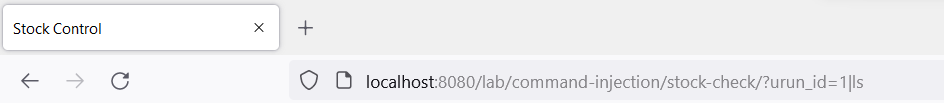 Stock Control
localhost:8080/lab/command-injection/stock-check/?urun_id=1|ls